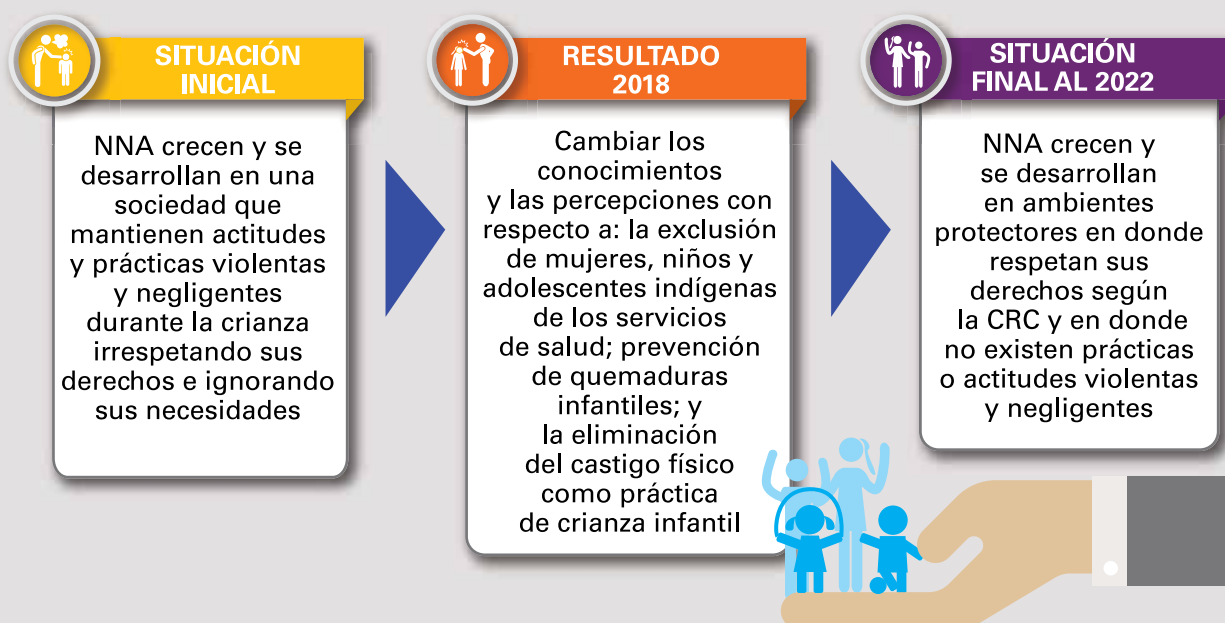 SITUACIÓN
INICIAL
NNA crecen y se
desarrollan en una
sociedad que
mantienen actitudes
y prácticas violentas
y negligentes
durante la crianza
irrespetando sus
derechos e ignorando
sus necesidades
RESULTADO
2018
Cambiar los
conocimientos
y las percepciones con
respecto a: la exclusión
de mujeres, niños y
adolescentes indígenas
de los servicios
de salud; prevención
de quemaduras
infantiles; y
la eliminación
del castigo físico
como práctica
de crianza infantil
SITUACIÓN
FINAL AL 2022
NNA crecen y
se desarrollan
en ambientes
protectores en donde
respetan sus
derechos según
la CRC y en donde
no existen prácticas
o actitudes violentas
y negligentes